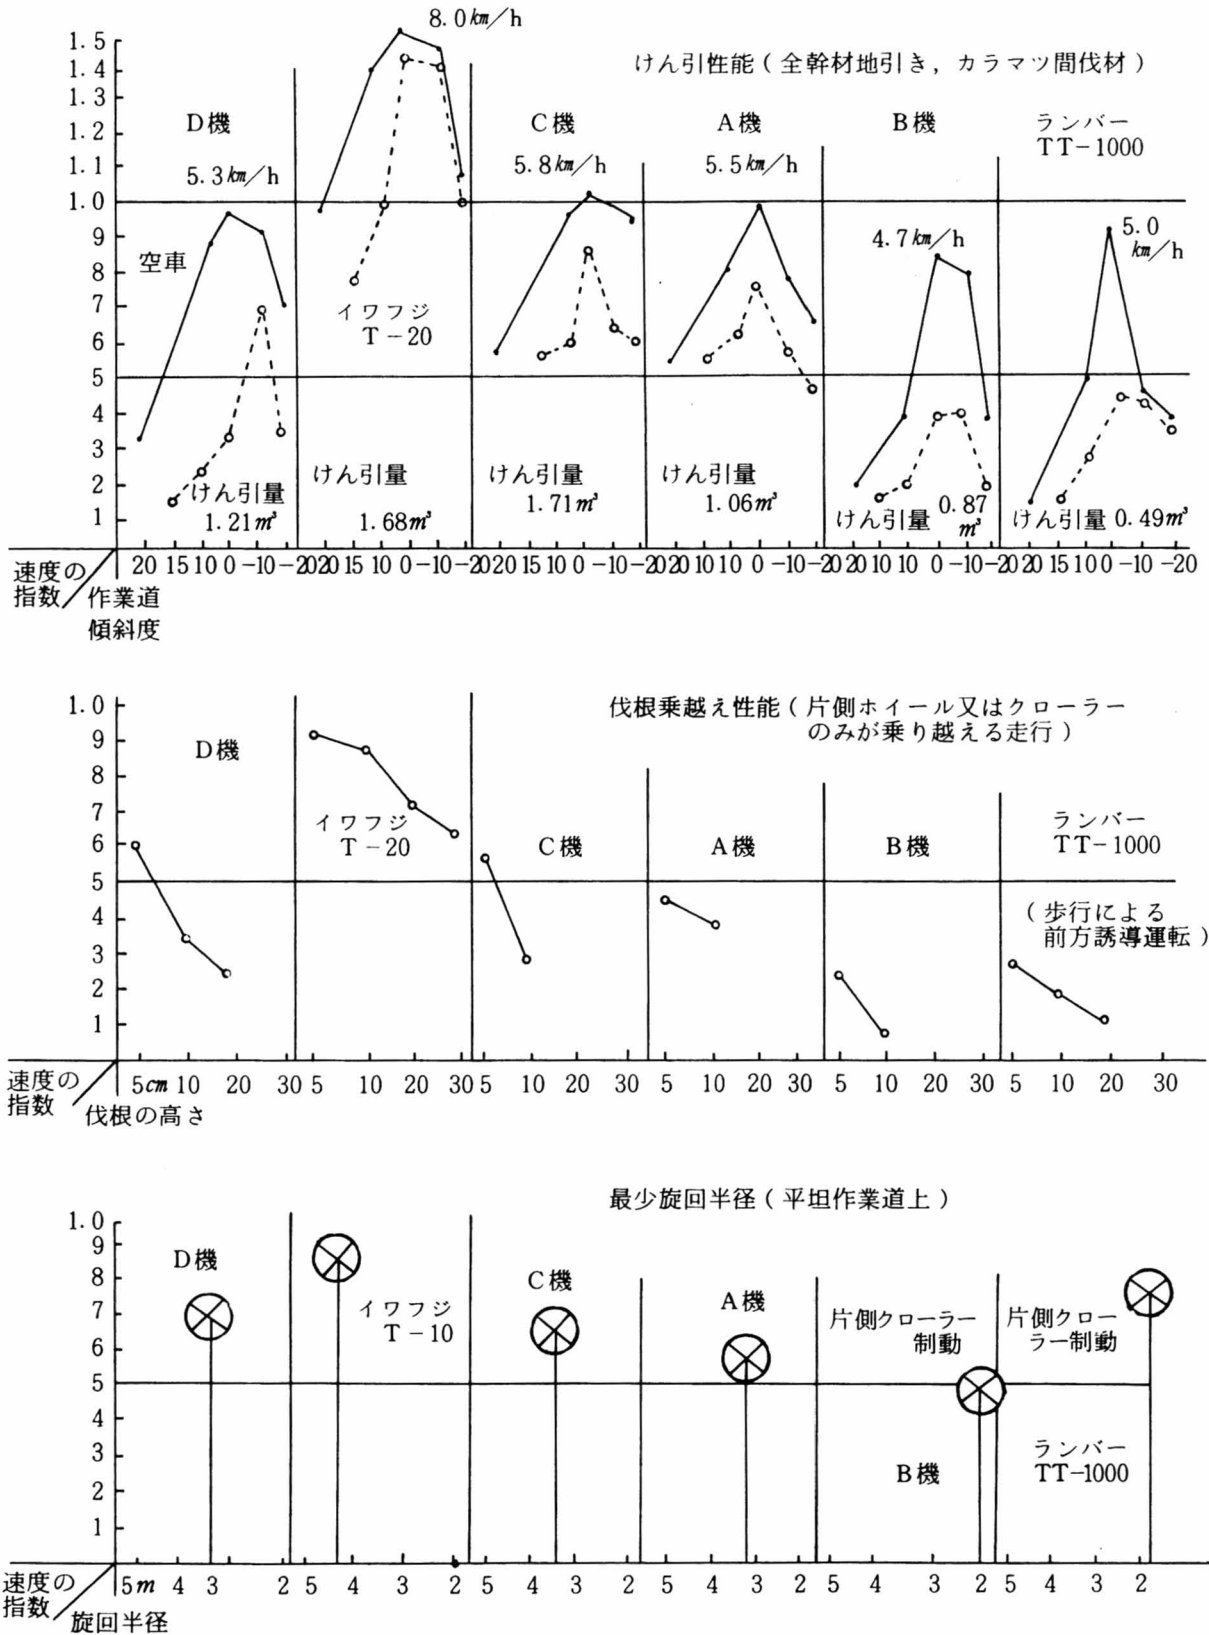 けん引性能（全幹材地引き，カラマツ間伐材）
1.5
1.4
1.3
1.2
1.1
1.0
9
8
7
6
5
4
3
2
1
D機
5.3km/h
空車
けん引量
1.21m³
8.0km/h
イワフジ
T-20
けん引量
1.68m³
C機
5.8km/h
けん引量
1.71m³
A機
5.5km/h
けん引量
1.06m³
B機
4.7km/h
けん引量 0.87
m³
ランバー
TT-1000
5.0
km/h
けん引量 0.49m³
20 15 10 0 -10 -20 20 15 10 0 -10 -20 20 15 10 0 -10 -20 20 10 10 0 -10 -20 20 10 10 0 -10 -20 20 15 10 0 -10 -20
速度の
指数
作業道
傾斜度
伐根乗越え性能（片側ホイール又はクローラー
のみが乗り越える走行）
1.0
9
8
7
6
5
4
3
2
1
D機
イワフジ
T-20
C機
A機
B機
ランバー
TT-1000
（歩行による
前方誘導運転）
5cm 10 20 30 5 10 20 30 5 10 20 30 5 10 20 30 5 10 20 30 5 10 20 30
速度の
指数
伐根の高さ
最少旋回半径（平坦作業道上）
1.0
9
8
7
6
5
4
3
2
1
D機
イワフジ
T-10
C機
A機
片側クローラー
制動
B機
片側クロー
ラー制動
ランバー
TT-1000
5m 4 3 2 5 4 3 2 5 4 3 2 5 4 3 2 5 4 3 2 5 4 3 2
速度の
指数
旋回半径